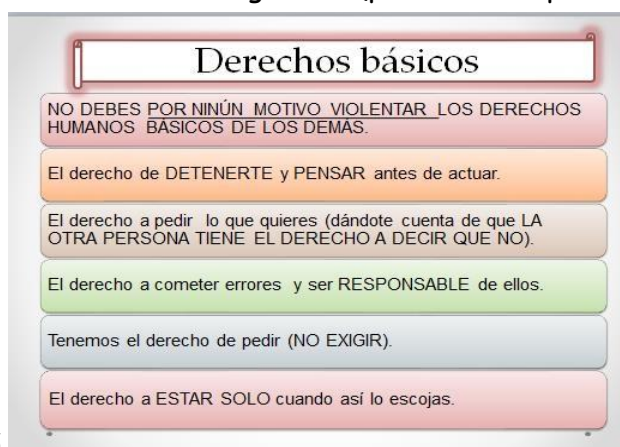 Derechos básicos
NO DEBES POR NINÚN MOTIVO VIOLENTAR LOS DERECHOS
HUMANOS BÁSICOS DE LOS DEMÁS.
El derecho de DETENERTE y PENSAR antes de actuar.
El derecho a pedir lo que quieres (dándote cuenta de que LA
OTRA PERSONA TIENE EL DERECHO A DECIR QUE NO).
El derecho a cometer errores y ser RESPONSABLE de ellos.
Tenemos el derecho de pedir (NO EXIGIR).
El derecho a ESTAR SOLO cuando así lo escojas.